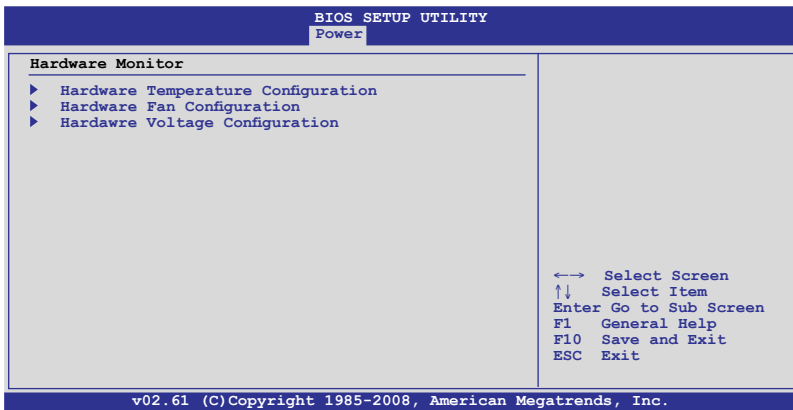 BIOS SETUP UTILITY
Power
Hardware Monitor
Hardware Temperature Configuration
Hardware Fan Configuration
Hardawre Voltage Configuration
←→ Select Screen
↑↓ Select Item
Enter Go to Sub Screen
F1 General Help
F10 Save and Exit
ESC Exit
v02.61 (C)Copyright 1985-2008, American Megatrends, Inc.